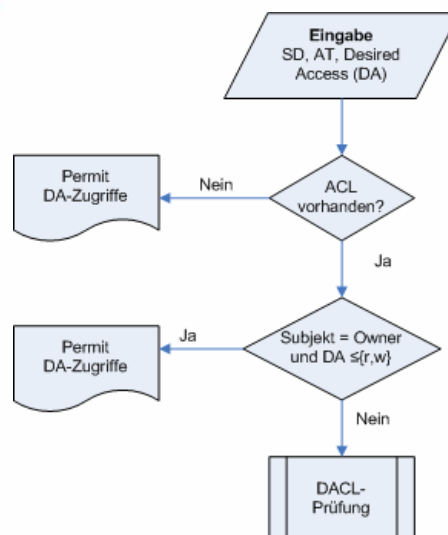 Eingabe
SD, AT, Desired
Access (DA)
Permit
DA-Zugriffe
Nein
ACL
vorhanden?
Ja
Permit
DA-Zugriffe
Ja
Subjekt = Owner
und DA ≤{r,w}
Nein
DACL-
Prüfung